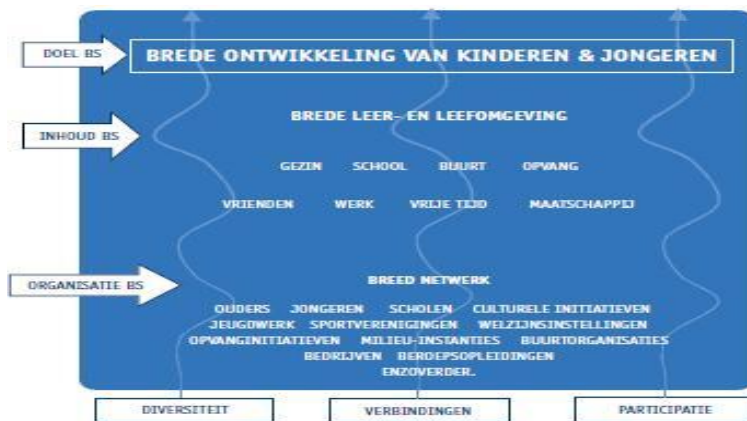 DOEL BS
BREDE ONTWIKKELING VAN KINDEREN & JONGEREN
INHOUD BS
BREDE LEER- EN LEEFOMGEVING
GEZIN SCHOOL BUURT OPVANG
VRIENDEN WERK VRIJE TIJD MAATSCHAPPIJ
ORGANISATIE BS
BREED NETWERK
OUDERS JONGEREN SCHOLEN CULTURELE INITIATIEVEN
JEUGDWERK SPORTVERENIGINGEN WELZIJNSINSTELLINGEN
OPVANGINITIATIEVEN MILIEU-INSTANTIES BUURTORGANISATIES
BEDRIJVEN BEROEPSOPLEIDINGEN
ENZOVERDER.
DIVERSITEIT VERBINDINGEN PARTICIPATIE